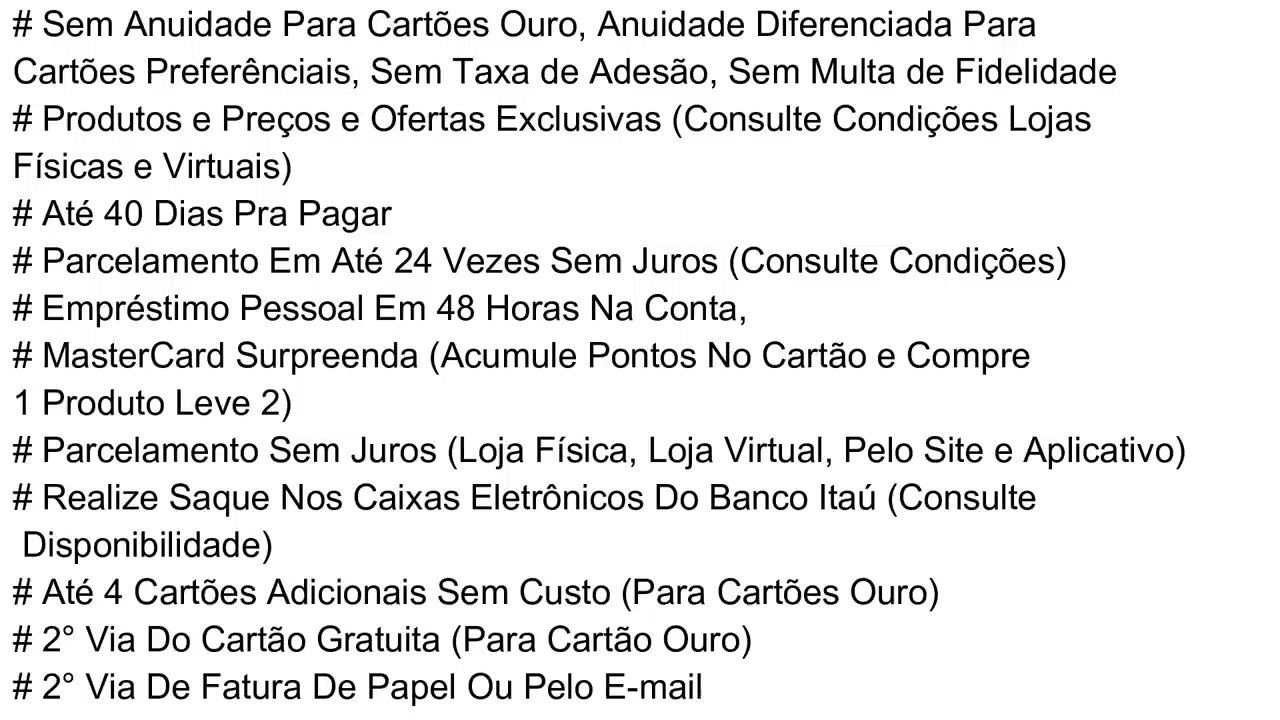 # Sem Anuidade Para Cartões Ouro, Anuidade Diferenciada Para
Cartões Preferênciais, Sem Taxa de Adesão, Sem Multa de Fidelidade
# Produtos e Preços e Ofertas Exclusivas (Consulte Condições Lojas
Físicas e Virtuais)
# Até 40 Dias Pra Pagar
# Parcelamento Em Até 24 Vezes Sem Juros (Consulte Condições)
# Empréstimo Pessoal Em 48 Horas Na Conta,
# MasterCard Surpreenda (Acumule Pontos No Cartão e Compre
1 Produto Leve 2)
# Parcelamento Sem Juros (Loja Física, Loja Virtual, Pelo Site e Aplicativo)
# Realize Saque Nos Caixas Eletrônicos Do Banco Itaú (Consulte
Disponibilidade)
# Até 4 Cartões Adicionais Sem Custo (Para Cartões Ouro)
# 2° Via Do Cartão Gratuita (Para Cartão Ouro)
# 2° Via De Fatura De Papel Ou Pelo E-mail